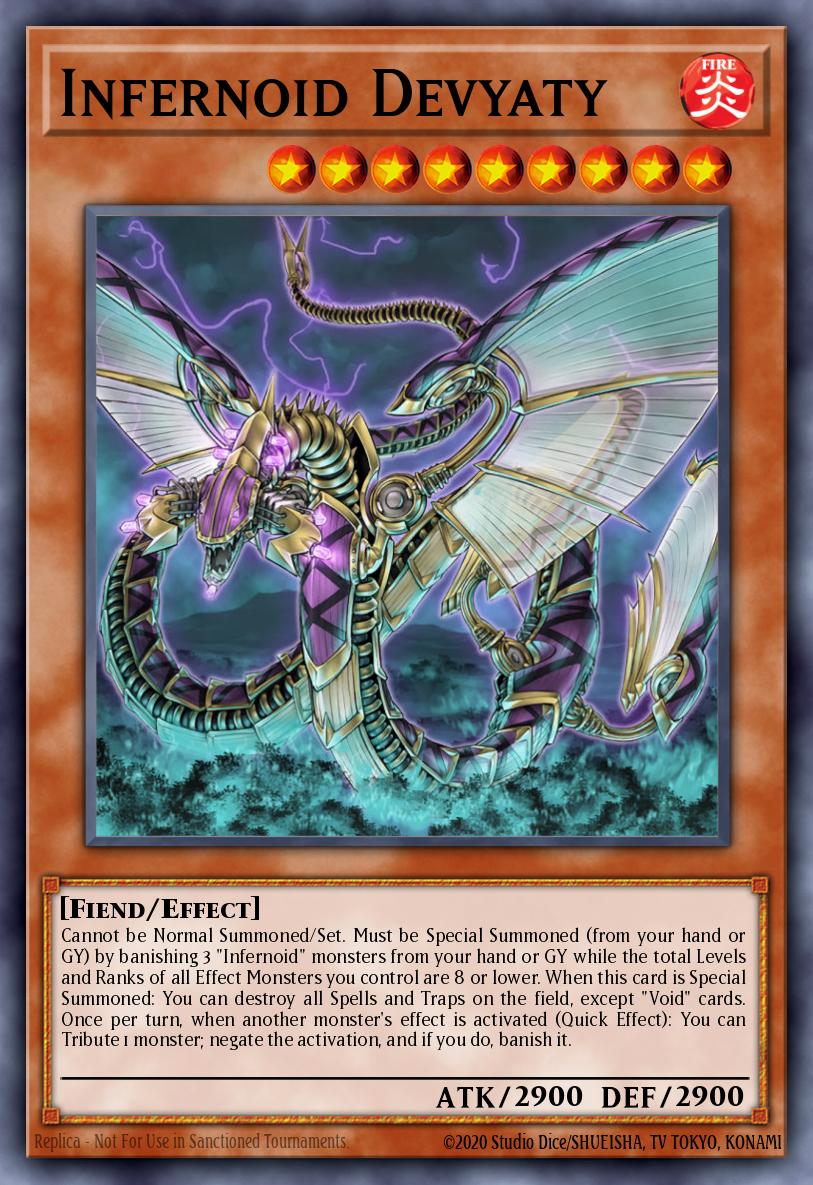 Infernoid Devyaty
FIRE
炎
[Fiend/Effect]
Cannot be Normal Summoned/Set. Must be Special Summoned (from your hand or
GY) by banishing 3 "Infernoid" monsters from your hand or GY while the total Levels
and Ranks of all Effect Monsters you control are 8 or lower. When this card is Special
Summoned: You can destroy all Spells and Traps on the field, except "Void" cards.
Once per turn, when another monster's effect is activated (Quick Effect): You can
Tribute 1 monster; negate the activation, and if you do, banish it.
ATK/2900 DEF/2900
Replica - Not For Use in Sanctioned Tournaments.
©2020 Studio Dice/SHUEISHA, TV TOKYO, KONAMI